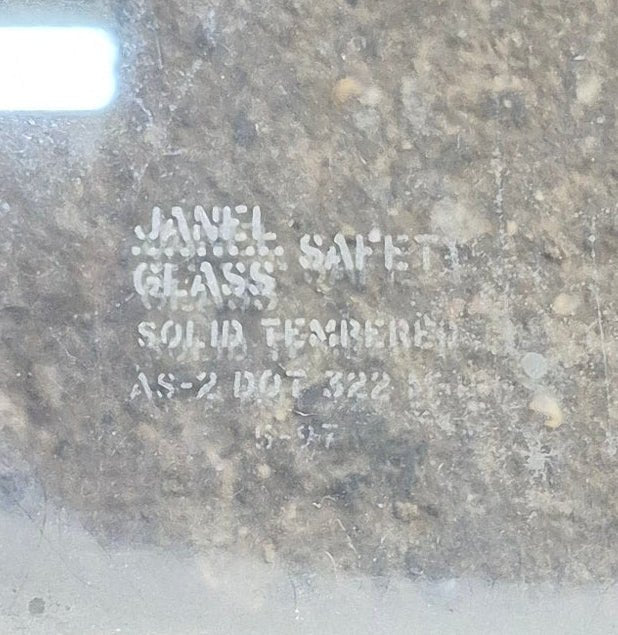 JANEL
GLASS SAFETY
SOLID TEMPERED
AS-2 DOT 322